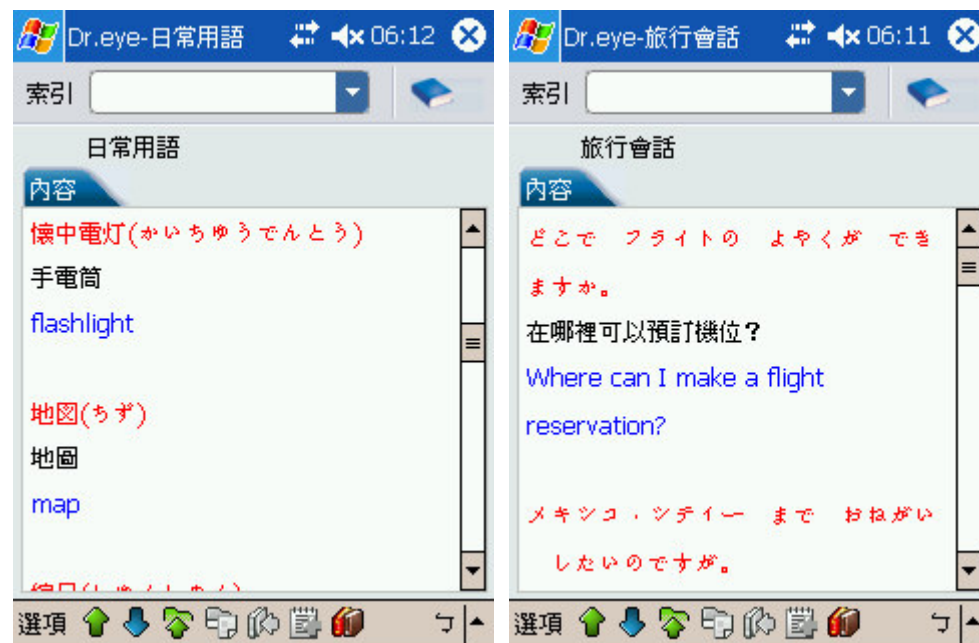 Dr.eye-日常用語 06:12
索引
日常用語
内容
懐中電灯(かいちゅうでんとう)
手電筒
flashlight
地図(ちず)
地圖
map
選項
Dr.eye-旅行會話 06:11
索引
旅行會話
内容
どこで フライトの よやくが でき
ますか。
在哪裡可以預訂機位？
Where can I make a flight
reservation?
メキシコ・シティー まで おねがい
したいのですが。
選項